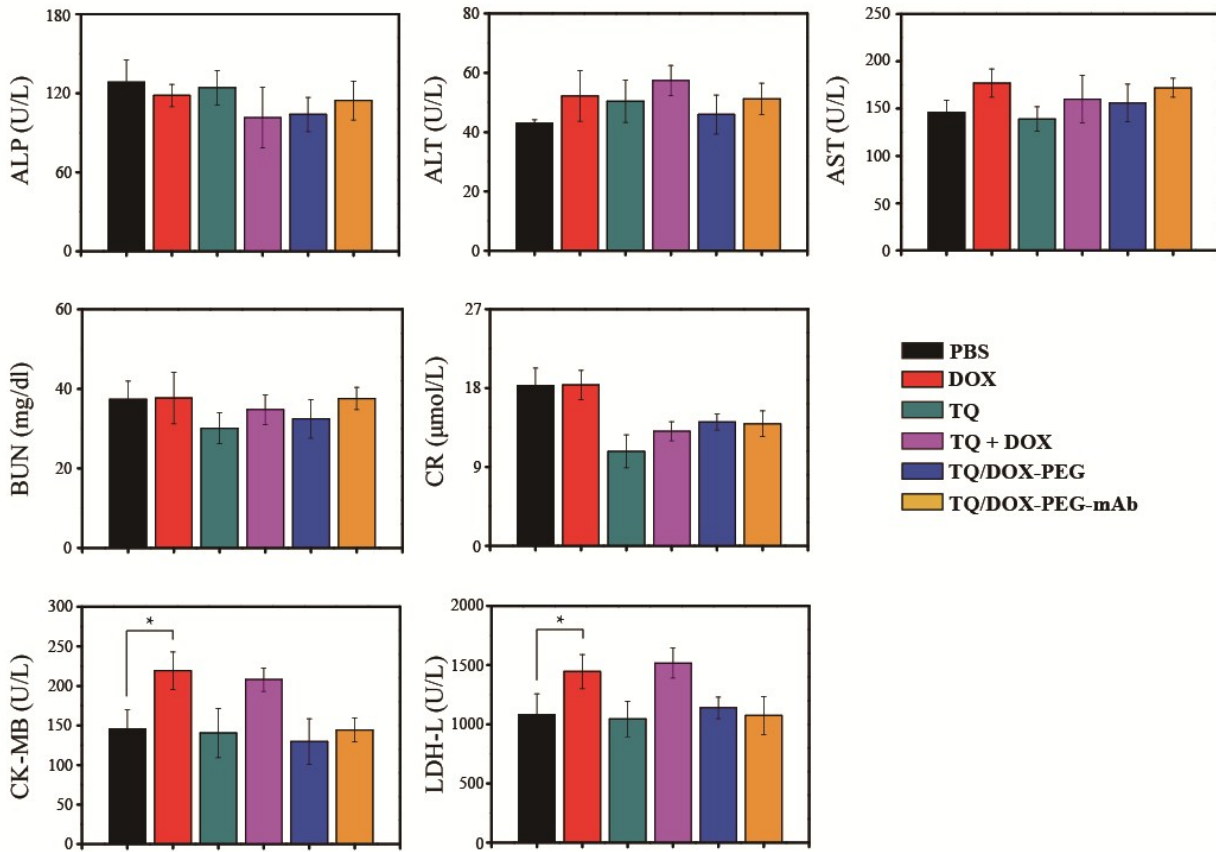 ALP (U/L)
180
120
60
0
ALT (U/L)
80
60
40
20
0
AST (U/L)
250
200
150
100
50
0
BUN (mg/dl)
60
40
20
0
CR (μmol/L)
27
18
9
0
PBS
DOX
TQ
TQ + DOX
TQ/DOX-PEG
TQ/DOX-PEG-mAb
CK-MB (U/L)
300
250
200
150
100
50
0
*
LDH-L (U/L)
2000
1500
1000
500
0
*